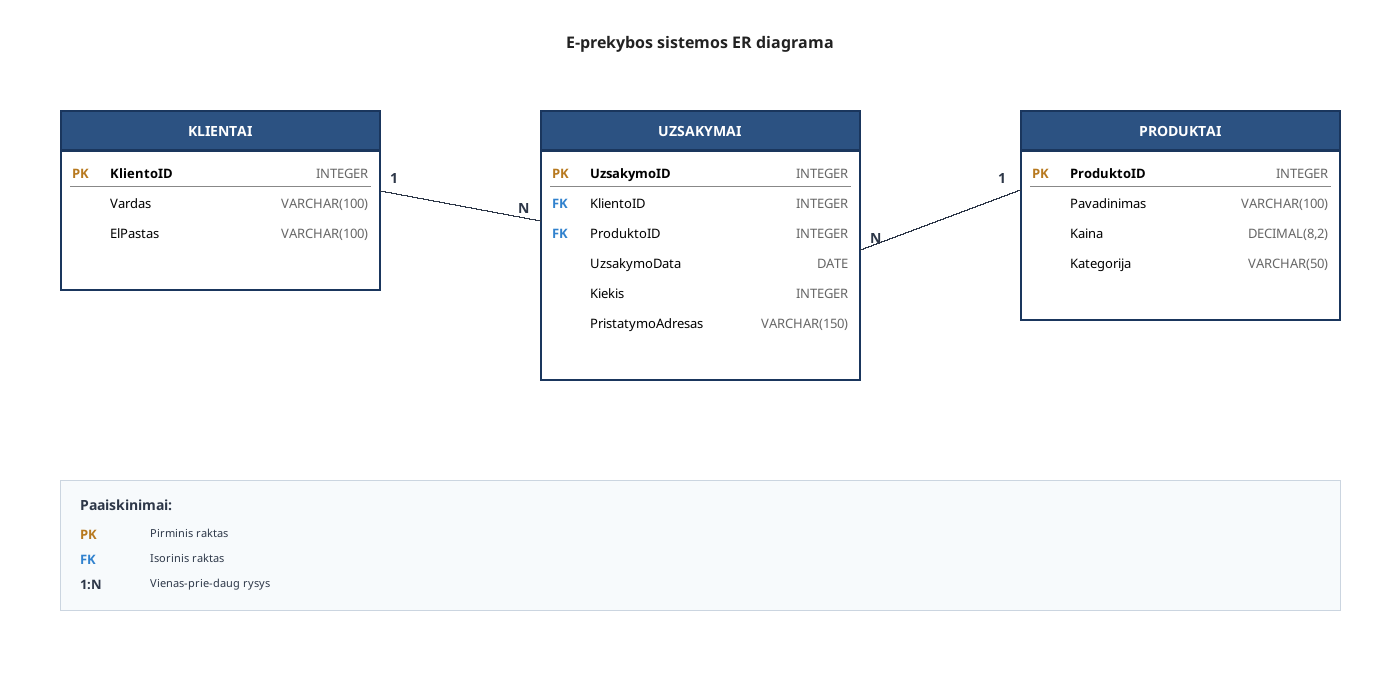 E-prekybos sistemos ER diagrama
KLIENTAI
PK KlientoID INTEGER
Vardas VARCHAR(100)
ElPastas VARCHAR(100)
1
N
UZSAKYMAI
PK UzsakymoID INTEGER
FK KlientoID INTEGER
FK ProduktoID INTEGER
UzsakymoData DATE
Kiekis INTEGER
PristatymoAdresas VARCHAR(150)
N
1
PRODUKTAI
PK ProduktoID INTEGER
Pavadinimas VARCHAR(100)
Kaina DECIMAL(8,2)
Kategorija VARCHAR(50)
Paaiskinimai:
PK Pirminis raktas
FK Isorinis raktas
1:N Vienas-prie-daug rysys